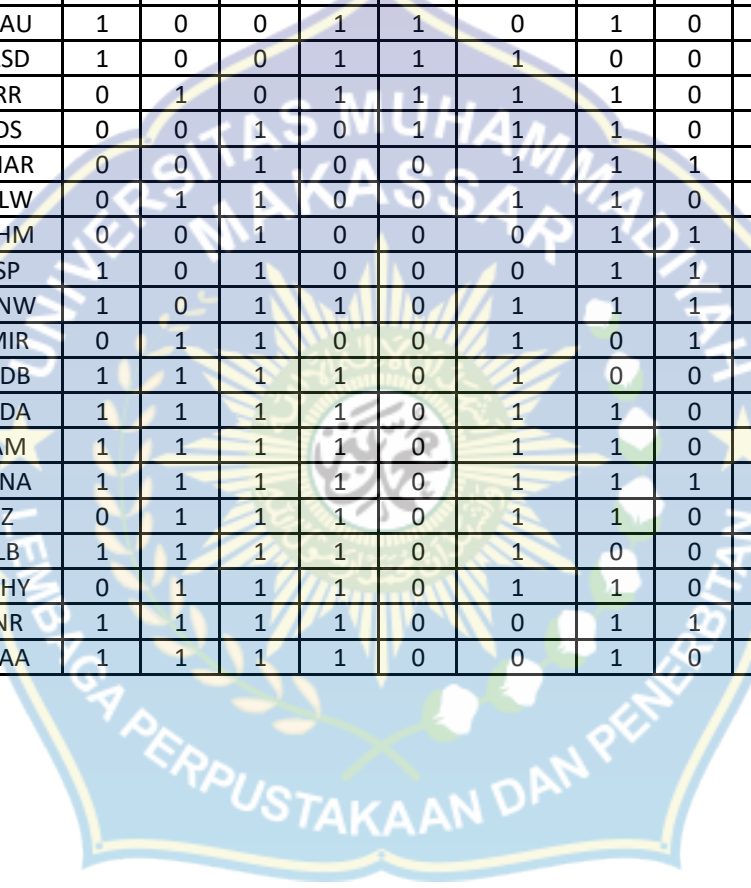 AU 1 0 0 1 1 0 1 0
SD 1 0 0 1 1 1 0 0
RR 0 1 0 1 1 1 1 0
DS 0 0 1 0 1 1 1 0
AR 0 0 1 0 0 1 1 1
LW 0 1 1 0 0 1 1 0
HM 0 0 1 0 0 0 1 1
SP 1 0 1 0 0 0 1 1
NW 1 0 1 1 0 1 1 1
MIR 0 1 1 0 0 1 0 1
DB 1 1 1 1 0 1 0 0
DA 1 1 1 1 0 1 1 0
AM 1 1 1 1 0 1 1 0
NA 1 1 1 1 0 1 1 1
Z 0 1 1 1 0 1 1 0
LB 1 1 1 1 0 1 0 0
HY 0 1 1 1 0 1 1 0
NR 1 1 1 1 0 0 1 1
AA 1 1 1 1 0 0 1 0
UNIVERSITAS MUHAMMADIYAH
MAKASSAR
LEMBAGA PERPUSTAKAAN DAN PENERBITAN